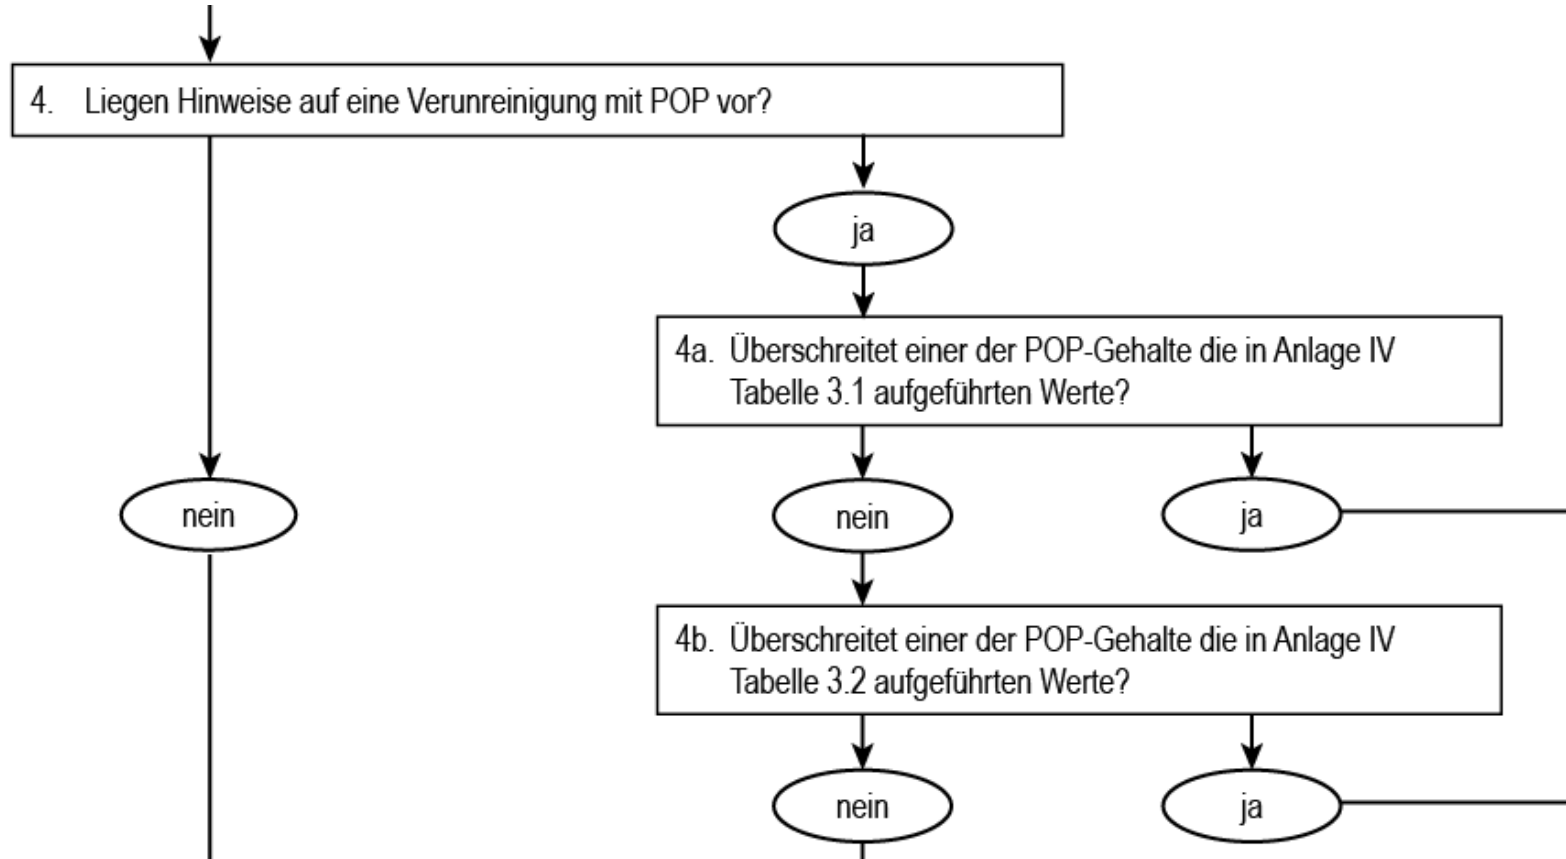 4. Liegen Hinweise auf eine Verunreinigung mit POP vor?
ja
4a. Überschreitet einer der POP-Gehalte die in Anlage IV
Tabelle 3.1 aufgeführten Werte?
nein
nein
ja
4b. Überschreitet einer der POP-Gehalte die in Anlage IV
Tabelle 3.2 aufgeführten Werte?
nein
ja